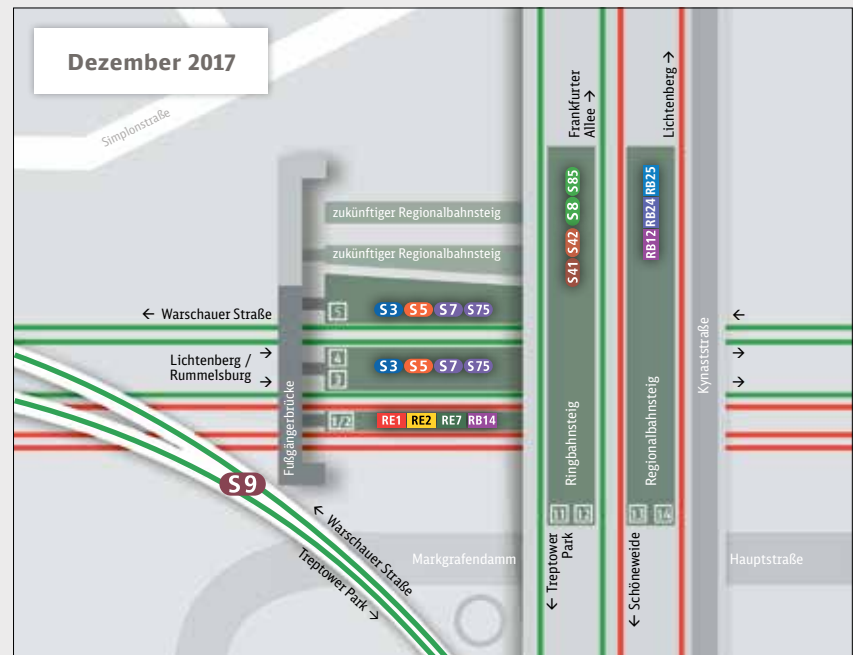 Dezember 2017
Simplonstraße
Frankfurter
Allee →
Lichtenberg →
S41 S42 S8 S85
RB12 RB24 RB25
zukünftiger Regionalbahnsteig
zukünftiger Regionalbahnsteig
← Warschauer Straße
5 S3 S5 S7 S75
←
Lichtenberg / →
Rummelsburg →
4 S3 S5 S7 S75
3
→
→
1/2 RE1 RE2 RE7 RB14
Fußgängerbrücke
Ringbahnsteig
Regionalbahnsteig
Kynaststraße
S9
11 12
13 14
← Warschauer Straße
Treptower Park →
Markgrafendamm
← Treptower
Park
← Schöneweide
Hauptstraße